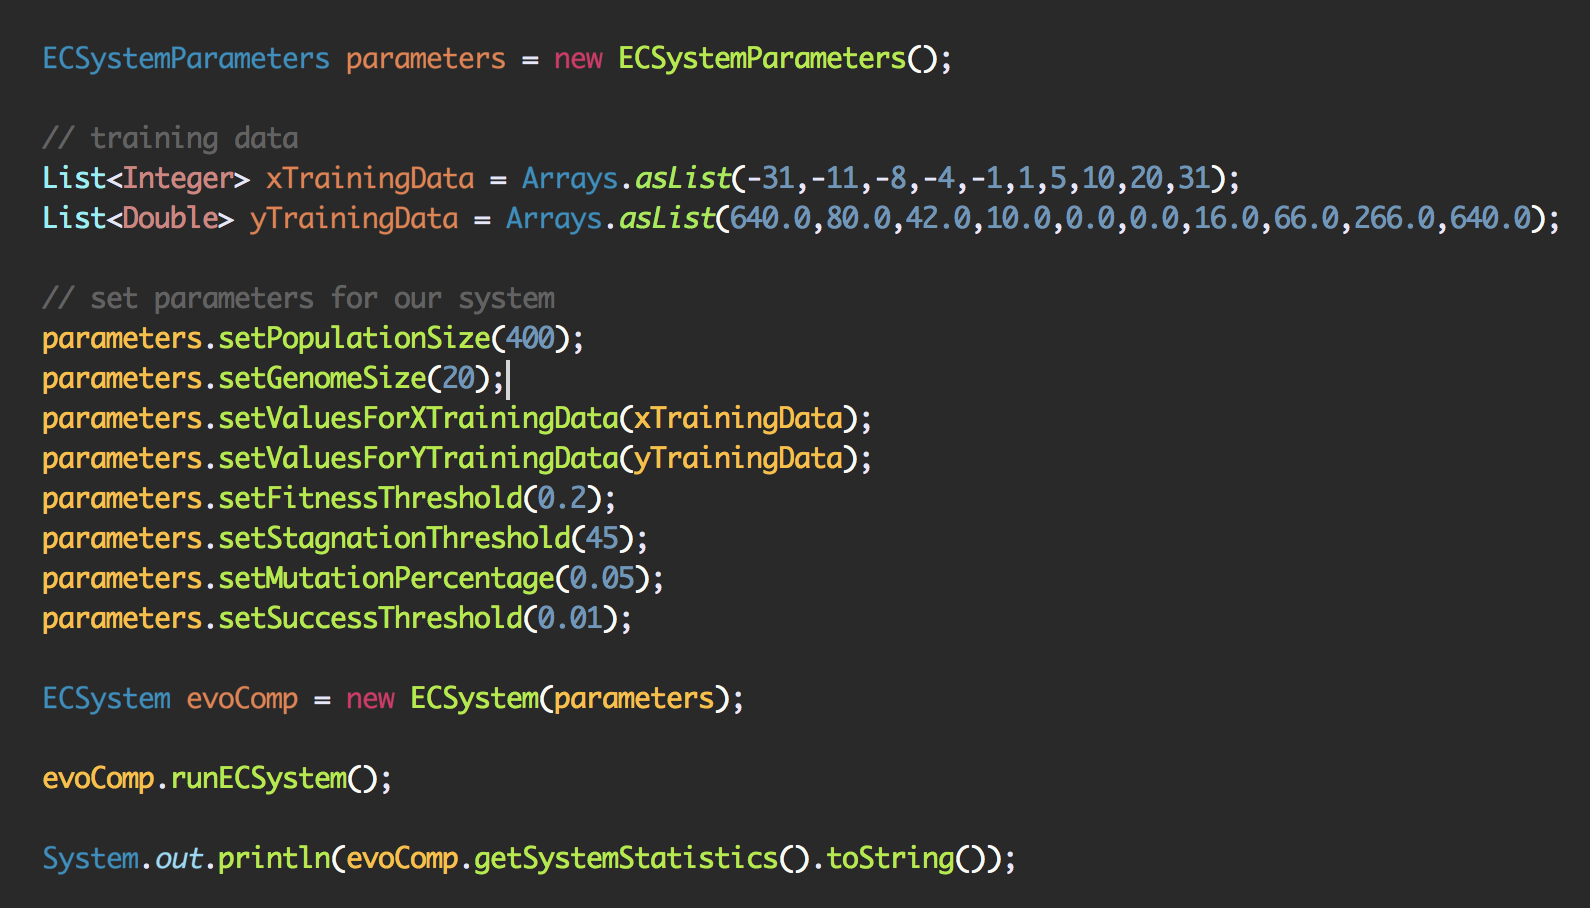 ECSystemParameters parameters = new ECSystemParameters();
// training data
List<Integer> xTrainingData = Arrays.asList(-31,-11,-8,-4,-1,1,5,10,20,31);
List<Double> yTrainingData = Arrays.asList(640.0,80.0,42.0,10.0,0.0,0.0,16.0,66.0,266.0,640.0);
// set parameters for our system
parameters.setPopulationSize(400);
parameters.setGenomeSize(20);
parameters.setValuesForXTrainingData(xTrainingData);
parameters.setValuesForYTrainingData(yTrainingData);
parameters.setFitnessThreshold(0.2);
parameters.setStagnationThreshold(45);
parameters.setMutationPercentage(0.05);
parameters.setSuccessThreshold(0.01);
ECSystem evoComp = new ECSystem(parameters);
evoComp.runECSystem();
System.out.println(evoComp.getSystemStatistics().toString());